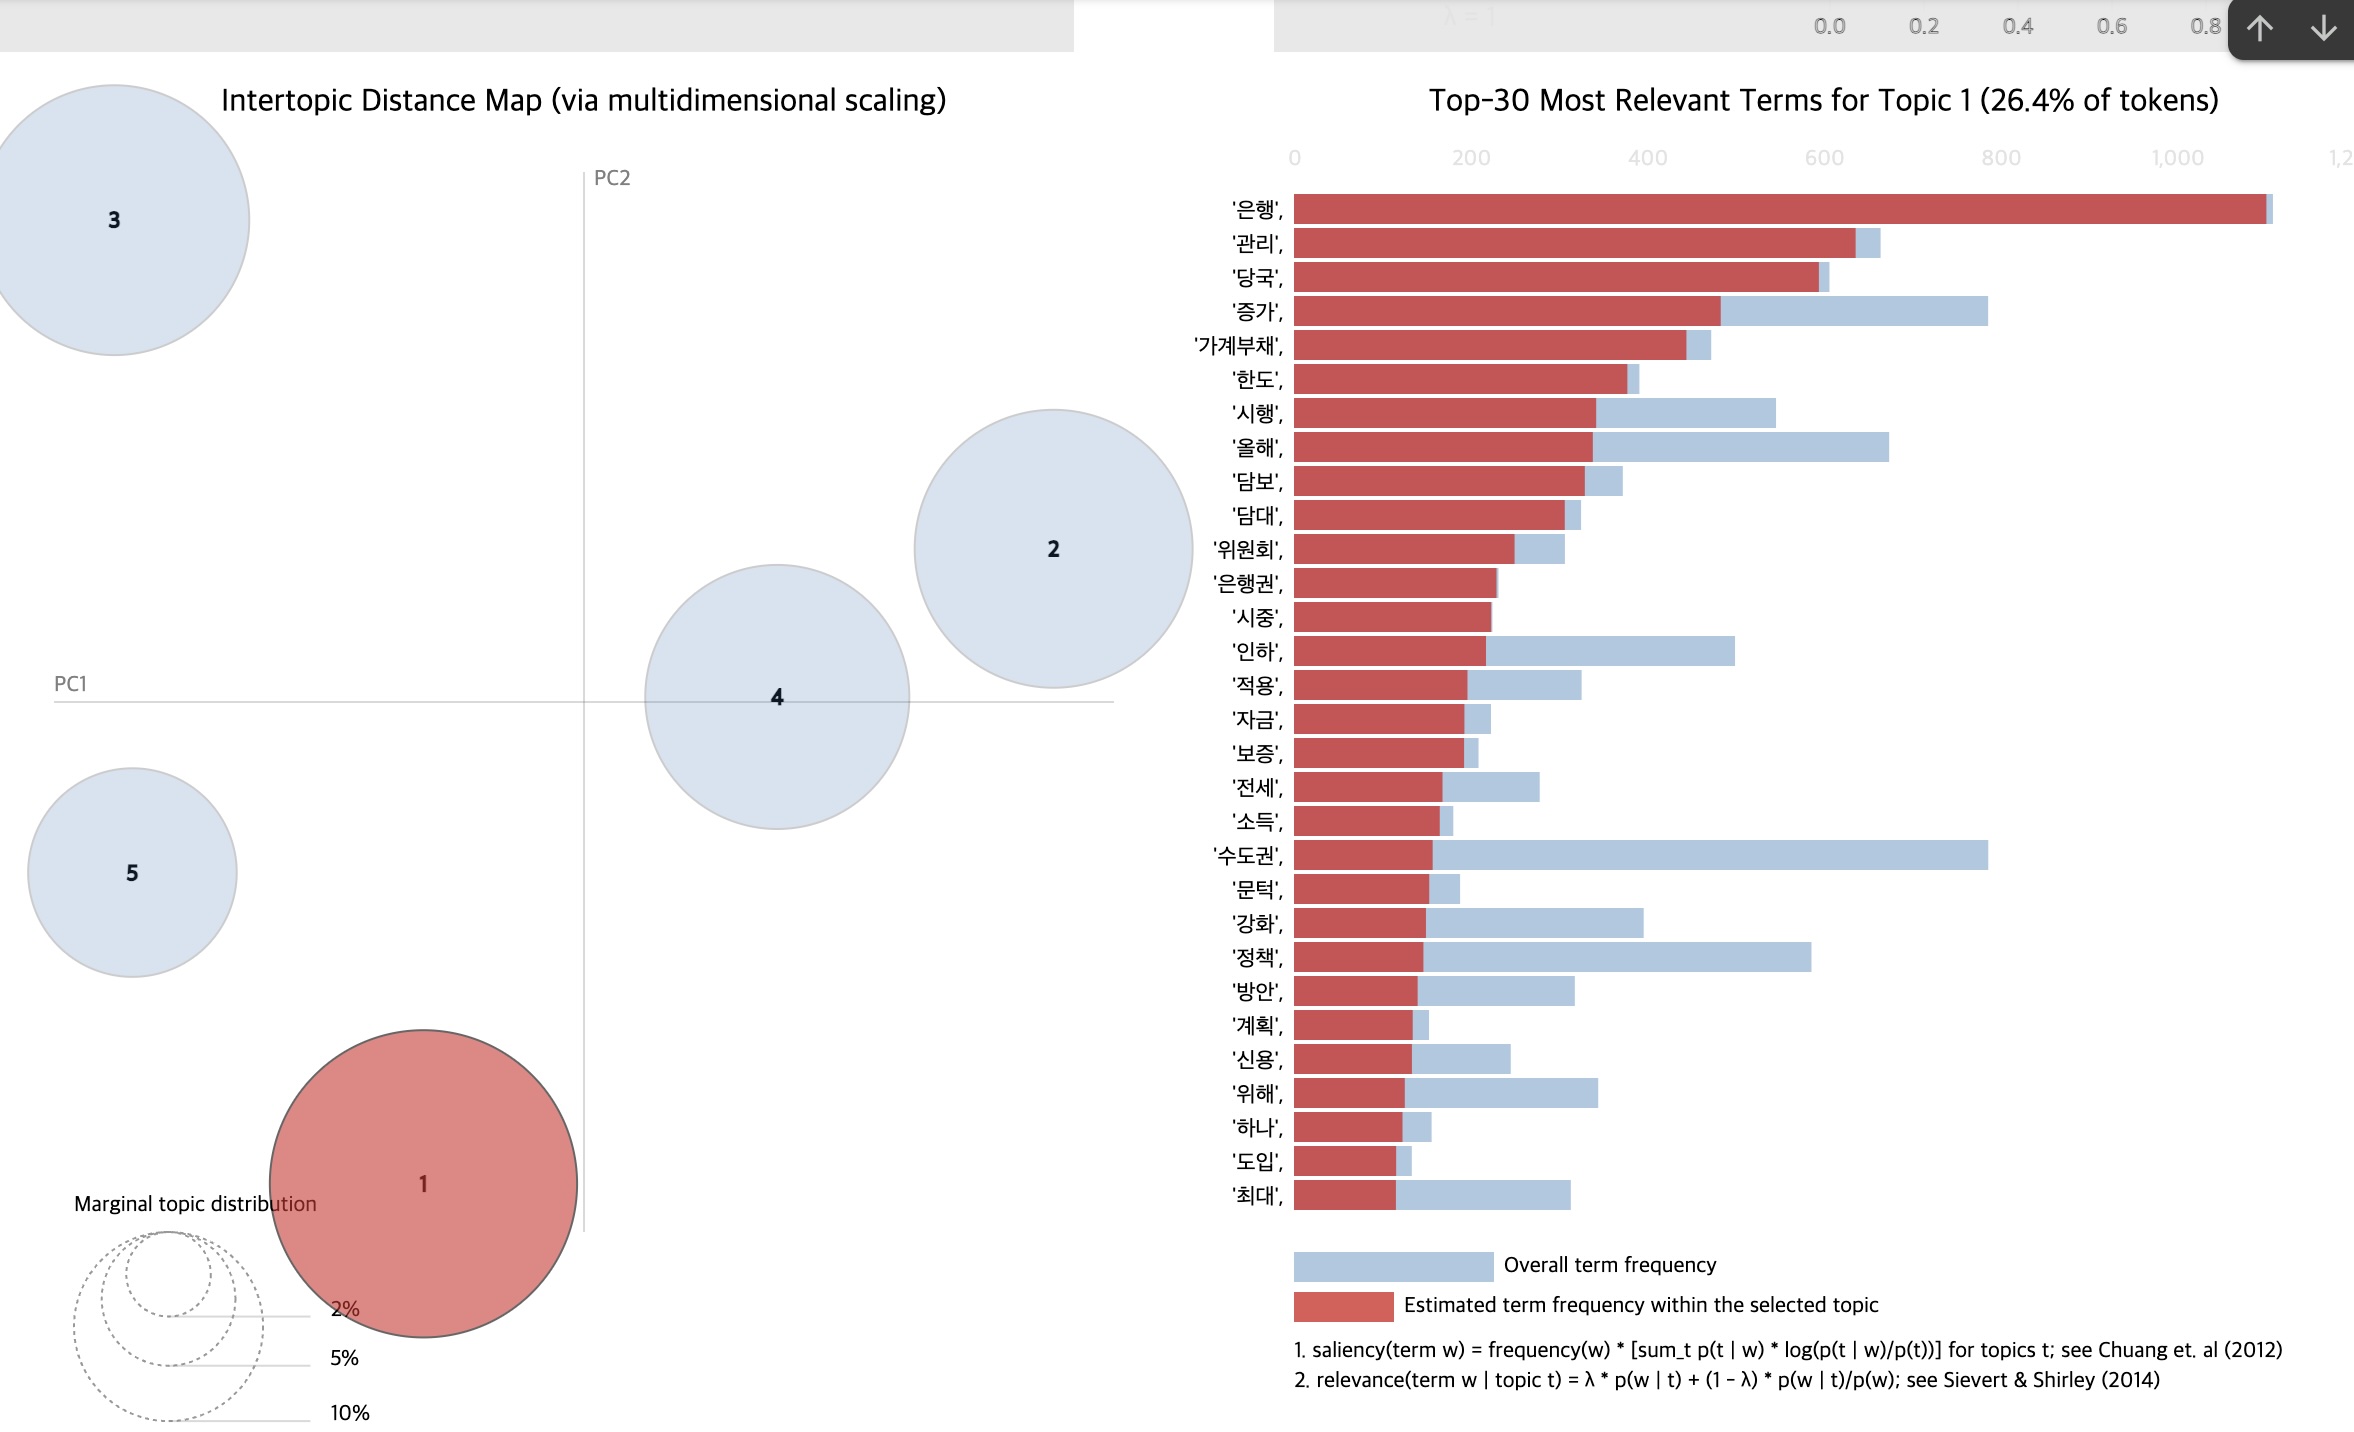 λ = 1
0.0 0.2 0.4 0.6 0.8
Intertopic Distance Map (via multidimensional scaling)
3
PC2
2
PC1
4
5
1
Marginal topic distribution
2%
5%
10%
Top-30 Most Relevant Terms for Topic 1 (26.4% of tokens)
0 200 400 600 800 1,000 1,2
'은행',
'관리',
'당국',
'증가',
'가계부채',
'한도',
'시행',
'올해',
'담보',
'담대',
'위원회',
'은행권',
'시중',
'인하',
'적용',
'자금',
'보증',
'전세',
'소득',
'수도권',
'문턱',
'강화',
'정책',
'방안',
'계획',
'신용',
'위해',
'하나',
'도입',
'최대',
Overall term frequency
Estimated term frequency within the selected topic
1. saliency(term w) = frequency(w) * [sum_t p(t | w) * log(p(t | w)/p(t))] for topics t; see Chuang et. al (2012)
2. relevance(term w | topic t) = λ * p(w | t) + (1 - λ) * p(w | t)/p(w); see Sievert & Shirley (2014)